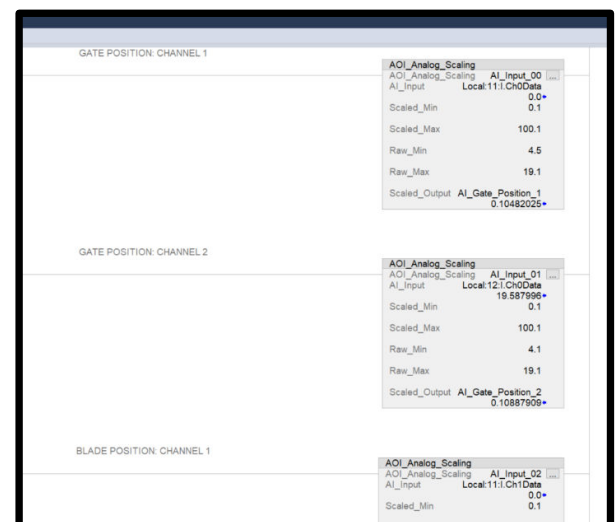 GATE POSITION: CHANNEL 1
AOI_Analog_Scaling
AOI_Analog_Scaling AI_Input_00 ...
AI_Input Local:11:I.Ch0Data
0.0
Scaled_Min 0.1
Scaled_Max 100.1
Raw_Min 4.5
Raw_Max 19.1
Scaled_Output AI_Gate_Position_1
0.10482025
GATE POSITION: CHANNEL 2
AOI_Analog_Scaling
AOI_Analog_Scaling AI_Input_01 ...
AI_Input Local:12:I.Ch0Data
19.587996
Scaled_Min 0.1
Scaled_Max 100.1
Raw_Min 4.1
Raw_Max 19.1
Scaled_Output AI_Gate_Position_2
0.10887909
BLADE POSITION: CHANNEL 1
AOI_Analog_Scaling
AOI_Analog_Scaling AI_Input_02 ...
AI_Input Local:11:I.Ch1Data
0.0
Scaled_Min 0.1